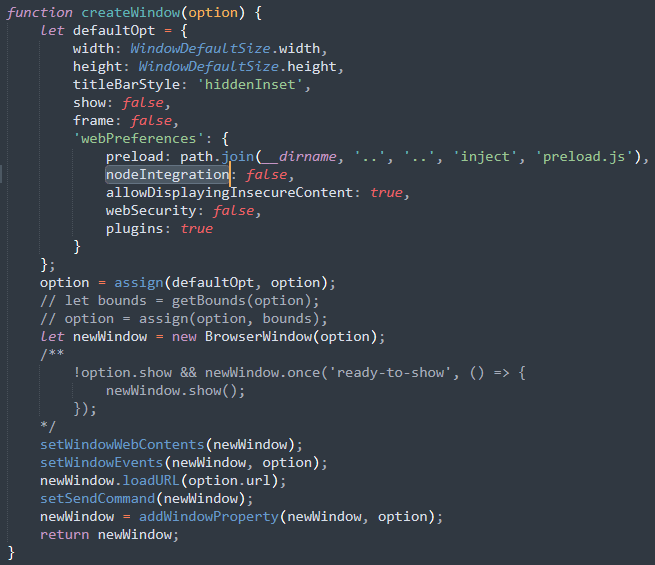 function createWindow(option) {
    let defaultOpt = {
        width: WindowDefaultSize.width,
        height: WindowDefaultSize.height,
        titleBarStyle: 'hiddenInset',
        show: false,
        frame: false,
        'webPreferences': {
            preload: path.join(__dirname, '..', '..', 'inject', 'preload.js'),
            nodeIntegration: false,
            allowDisplayingInsecureContent: true,
            webSecurity: false,
            plugins: true
        }
    };
    option = assign(defaultOpt, option);
    // let bounds = getBounds(option);
    // option = assign(option, bounds);
    let newWindow = new BrowserWindow(option);
    /**
        !option.show && newWindow.once('ready-to-show', () => {
            newWindow.show();
        });
    */
    setWindowWebContents(newWindow);
    setWindowEvents(newWindow, option);
    newWindow.loadURL(option.url);
    setSendCommand(newWindow);
    newWindow = addWindowProperty(newWindow, option);
    return newWindow;
}